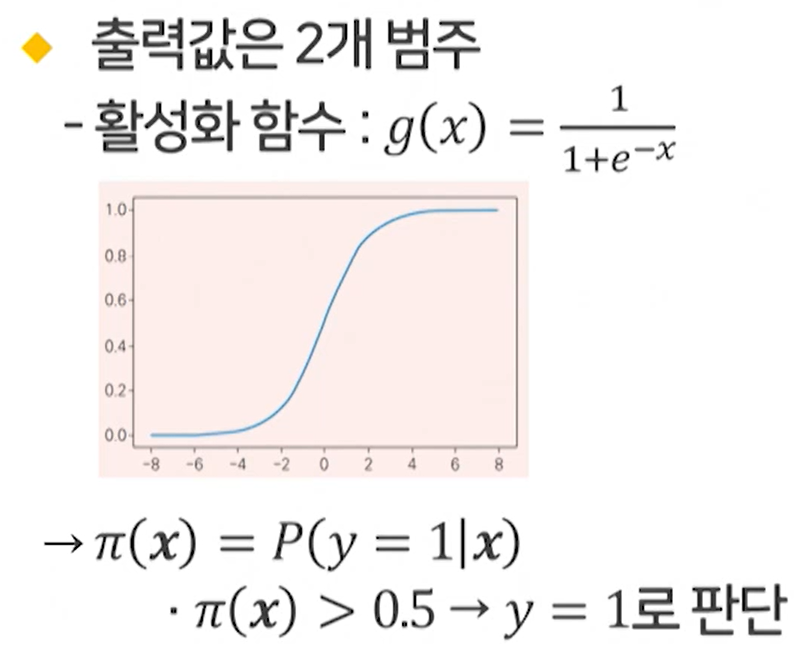 ◆ 출력값은 2개 범주
- 활성화 함수 : g(x) = 1/(1+e^{-x})
1.0
0.8
0.6
0.4
0.2
0.0
-8 -6 -4 -2 0 2 4 6 8
→ π(x) = P(y = 1|x)
· π(x) > 0.5 → y = 1로 판단